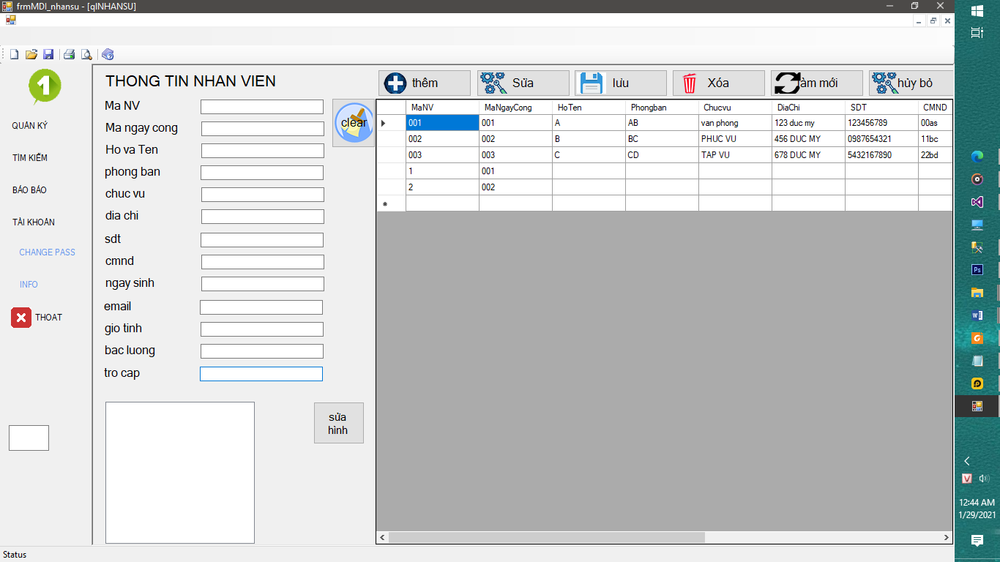 frmMDI_nhansu - [qlNHANSU]
1
QUẢN KÝ
TÌM KIẾM
BÁO BÁO
TÀI KHOẢN
CHANGE PASS
INFO
THOAT
THONG TIN NHAN VIEN
Ma NV
Ma ngay cong
Ho va Ten
phong ban
chuc vu
dia chi
sdt
cmnd
ngay sinh
email
gio tinh
bac luong
tro cap
clear
sửa
hình
thêm Sửa lưu Xóa àm mới hủy bỏ
MaNV MaNgayCong HoTen Phongban Chucvu DiaChi SDT CMND
001 001 A AB van phong 123 duc my 123456789 00as
002 002 B BC PHUC VU 456 DUC MY 0987654321 11bc
003 003 C CD TAP VU 678 DUC MY 5432167890 22bd
1 001
2 002
Status
Ps
12:44 AM
1/29/2021